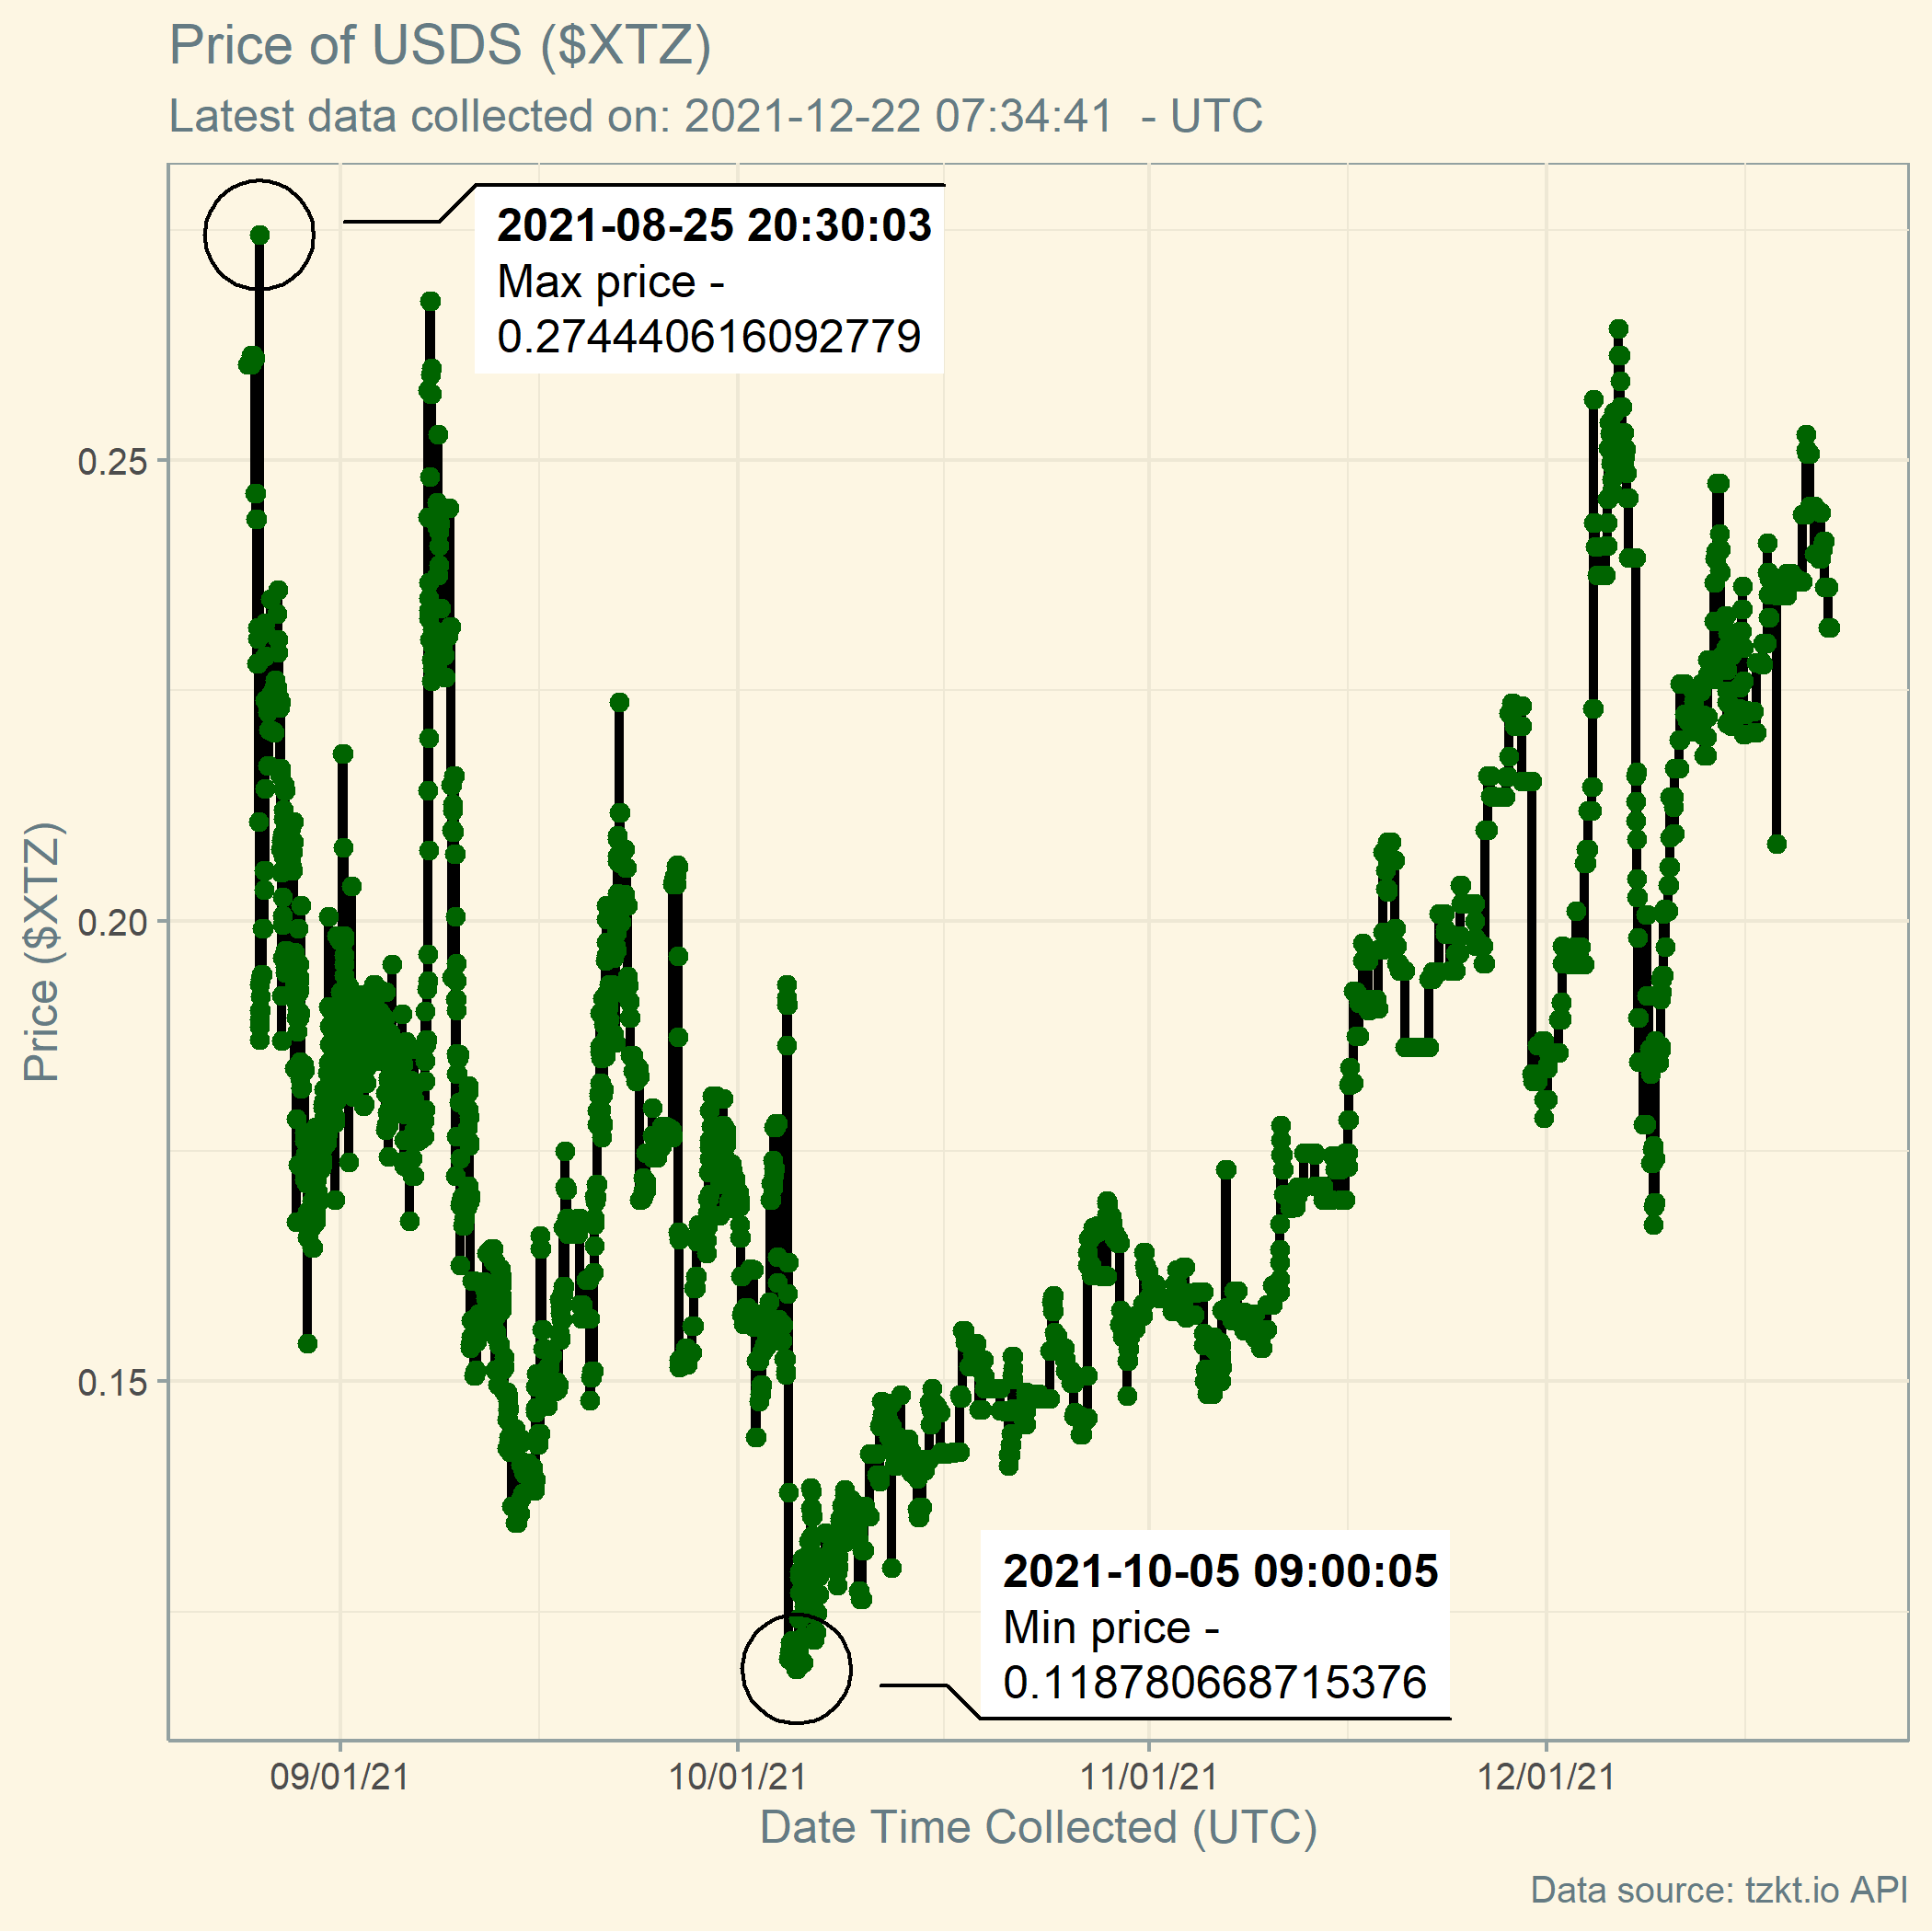 Price of USDS ($XTZ)
Latest data collected on: 2021-12-22 07:34:41  - UTC
2021-08-25 20:30:03
Max price -
0.274440616092779
0.25
0.20
0.15
Price ($XTZ)
2021-10-05 09:00:05
Min price -
0.118780668715376
09/01/21
10/01/21
11/01/21
12/01/21
Date Time Collected (UTC)
Data source: tzkt.io API